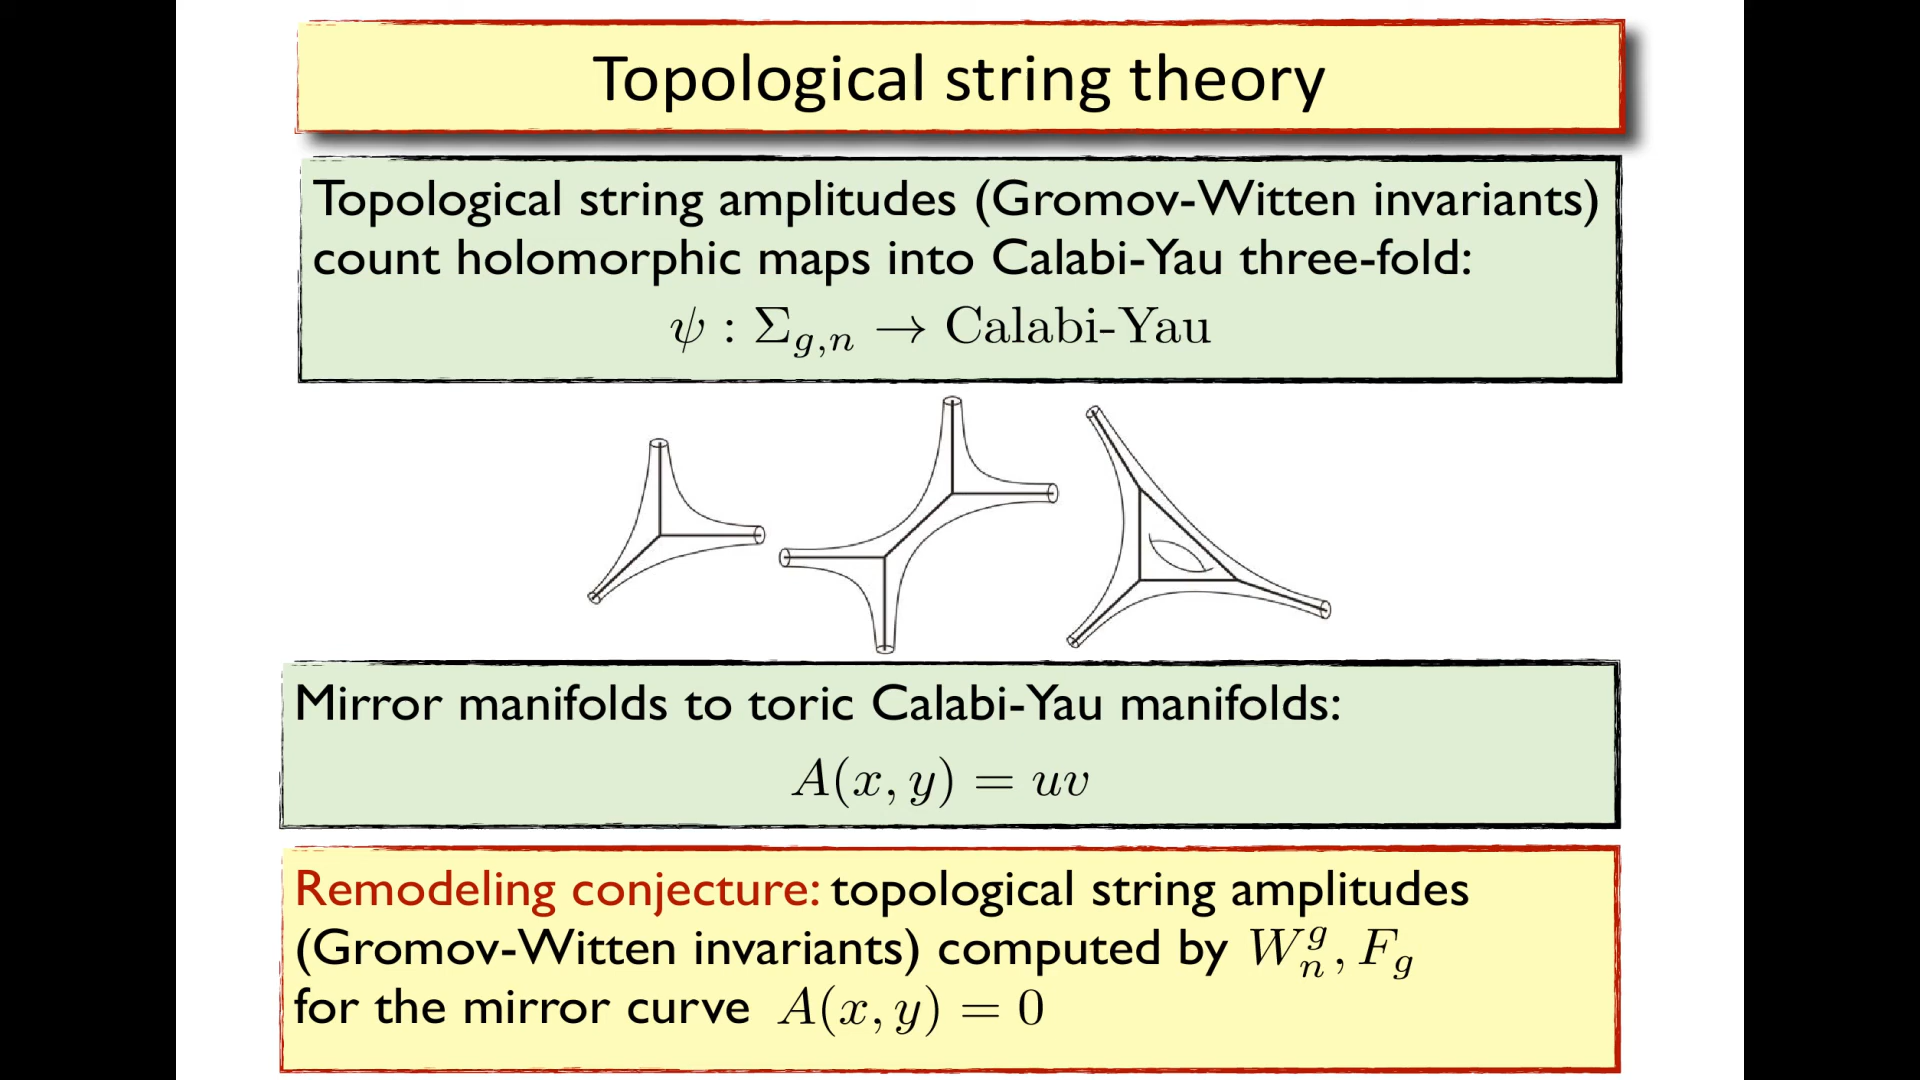 Topological string theory
Topological string amplitudes (Gromov-Witten invariants)
count holomorphic maps into Calabi-Yau three-fold:
ψ : Σ_{g,n} → Calabi-Yau
Mirror manifolds to toric Calabi-Yau manifolds:
A(x, y) = uv
Remodeling conjecture: topological string amplitudes
(Gromov-Witten invariants) computed by W_n^g, F_g
for the mirror curve A(x, y) = 0